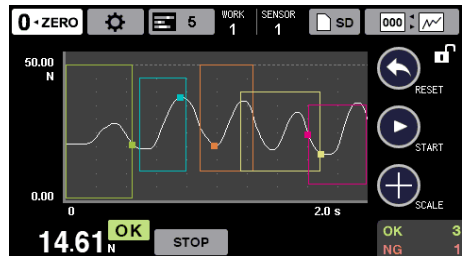 0-ZERO
5
WORK
1
SENSOR
1
SD
000
50.00
N
RESET
START
0.00
0
2.0 s
SCALE
14.61 N
OK
STOP
OK 3
NG 1